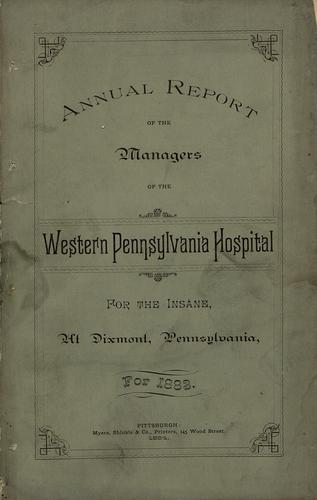 ANNUAL REPORT
OF THE
Managers
OF THE
Western Pennsylvania Hospital
FOR THE INSANE,
At Dixmont, Pennsylvania,
For 1883.
PITTSBURGH:
Myers, Shinkle & Co., Printers, 145 Wood Street.
1884.